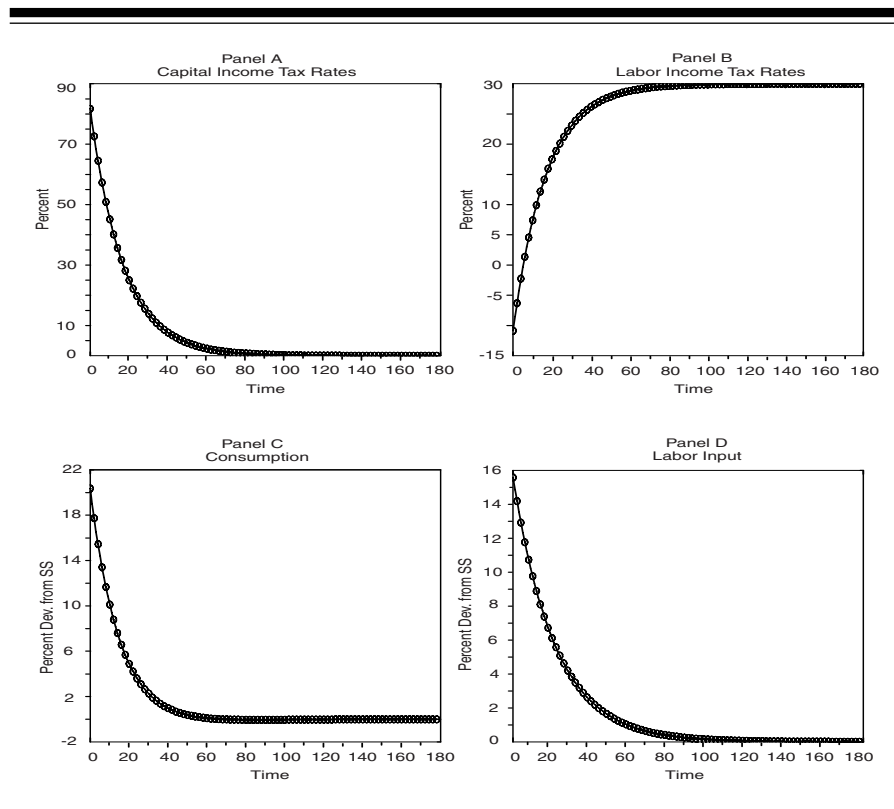 Panel A
Capital Income Tax Rates
Percent
90
70
50
30
10
0
0 20 40 60 80 100 120 140 160 180
Time
Panel B
Labor Income Tax Rates
Percent
30
20
10
5
0
-5
-15
0 20 40 60 80 100 120 140 160 180
Time
Panel C
Consumption
Percent Dev. from SS
22
18
14
10
6
2
-2
0 20 40 60 80 100 120 140 160 180
Time
Panel D
Labor Input
Percent Dev. from SS
16
14
12
10
8
6
4
2
0
0 20 40 60 80 100 120 140 160 180
Time